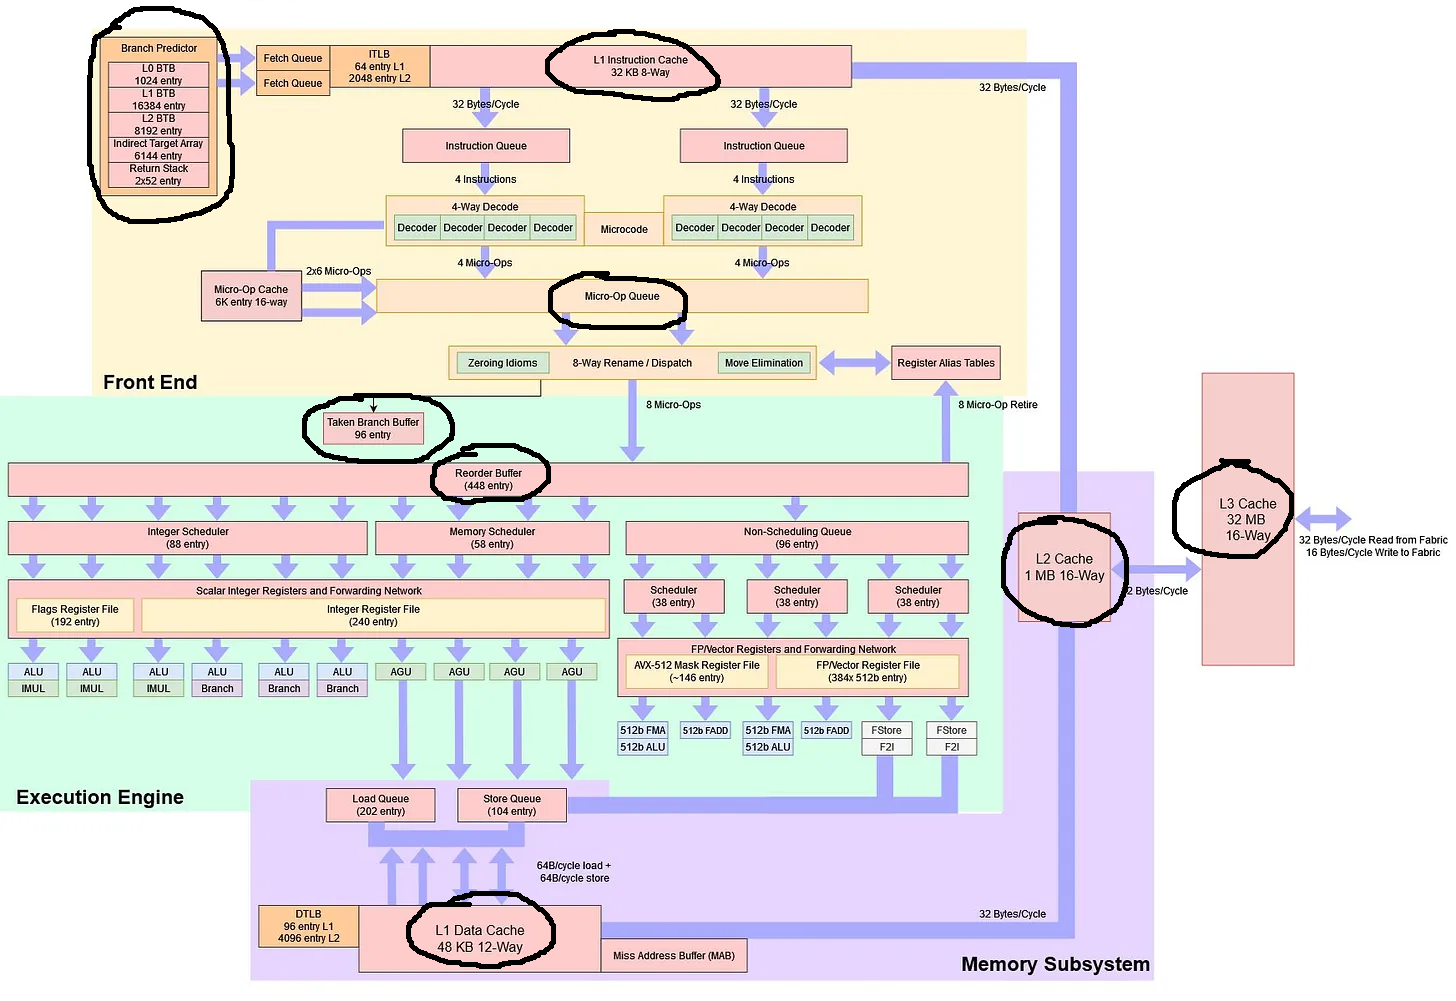 Branch Predictor
L0 BTB
1024 entry
L1 BTB
16384 entry
L2 BTB
8192 entry
Indirect Target Array
6144 entry
Return Stack
2x52 entry
Fetch Queue
Fetch Queue
ITLB
64 entry L1
2048 entry L2
L1 Instruction Cache
32 KB 8-Way
32 Bytes/Cycle
32 Bytes/Cycle
32 Bytes/Cycle
Instruction Queue
Instruction Queue
4 Instructions
4 Instructions
4-Way Decode
Decoder
Decoder
Decoder
Decoder
Microcode
4-Way Decode
Decoder
Decoder
Decoder
Decoder
4 Micro-Ops
4 Micro-Ops
2x6 Micro-Ops
Micro-Op Cache
6K entry 16-way
Micro-Op Queue
Zeroing Idioms
8-Way Rename / Dispatch
Move Elimination
Register Alias Tables
Front End
8 Micro-Ops
8 Micro-Op Retire
Taken Branch Buffer
96 entry
Reorder Buffer
(448 entry)
Integer Scheduler
(88 entry)
Memory Scheduler
(58 entry)
Non-Scheduling Queue
(96 entry)
Scalar Integer Registers and Forwarding Network
Flags Register File
(192 entry)
Integer Register File
(240 entry)
Scheduler
(38 entry)
Scheduler
(38 entry)
Scheduler
(38 entry)
FP/Vector Registers and Forwarding Network
AVX-512 Mask Register File
(~146 entry)
FP/Vector Register File
(384x 512b entry)
ALU
IMUL
ALU
IMUL
ALU
IMUL
ALU
Branch
ALU
Branch
ALU
Branch
AGU
AGU
AGU
AGU
512b FMA
512b ALU
512b FADD
512b FMA
512b ALU
512b FADD
FStore
F2I
FStore
F2I
Execution Engine
Load Queue
(202 entry)
Store Queue
(104 entry)
64B/cycle load +
64B/cycle store
DTLB
96 entry L1
4096 entry L2
L1 Data Cache
48 KB 12-Way
Miss Address Buffer (MAB)
32 Bytes/Cycle
Memory Subsystem
L2 Cache
1 MB 16-Way
2 Bytes/Cycle
L3 Cache
32 MB
16-Way
32 Bytes/Cycle Read from Fabric
16 Bytes/Cycle Write to Fabric